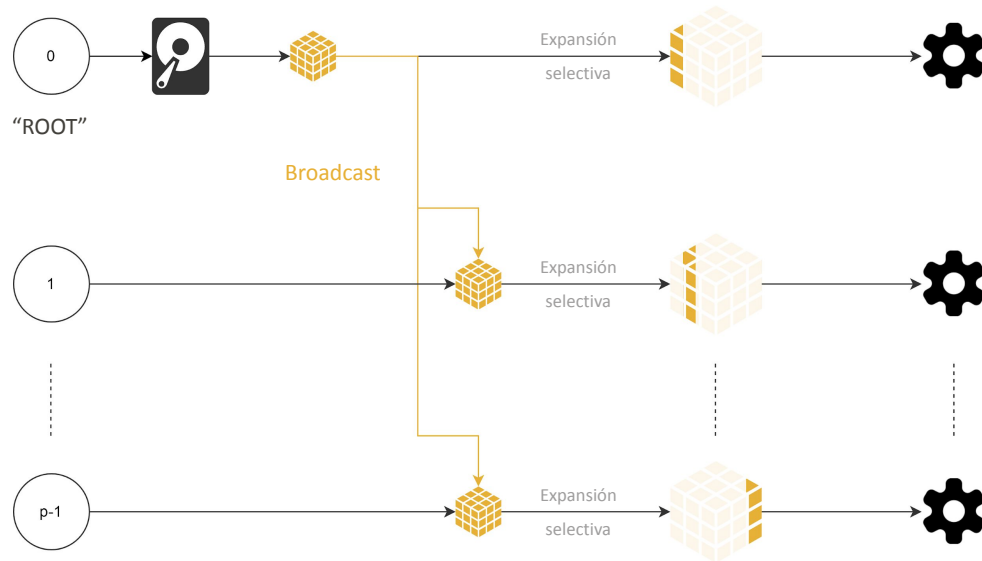 0
“ROOT”
Expansión
selectiva
Broadcast
1
Expansión
selectiva
p-1
Expansión
selectiva